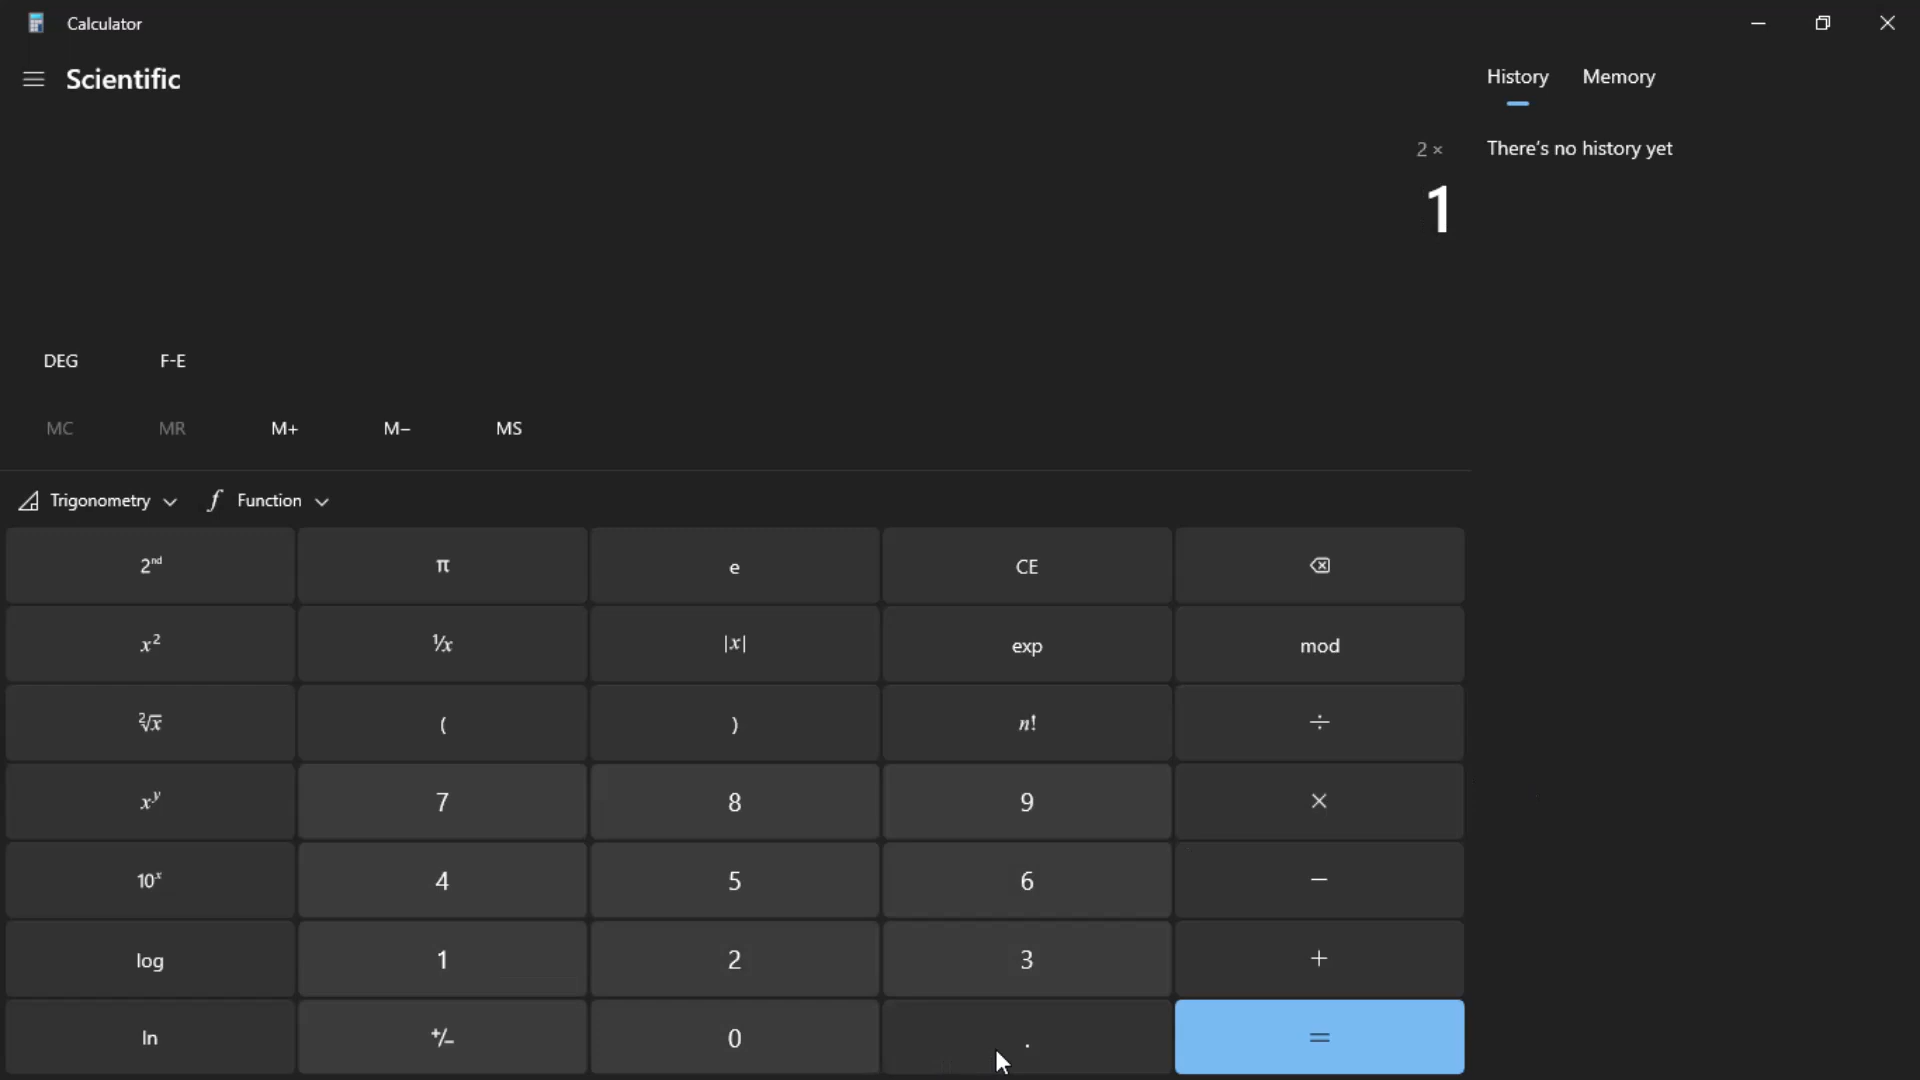 Calculator
Scientific
History Memory
2 ×
There's no history yet
1
DEG F-E
MC MR M+ M− MS
Trigonometry f Function
2ⁿᵈ π e CE
x² ¹⁄x |x| exp mod
²√x ( ) n! ÷
xʸ 7 8 9 ×
10ˣ 4 5 6 −
log 1 2 3 +
ln +/− 0 . =